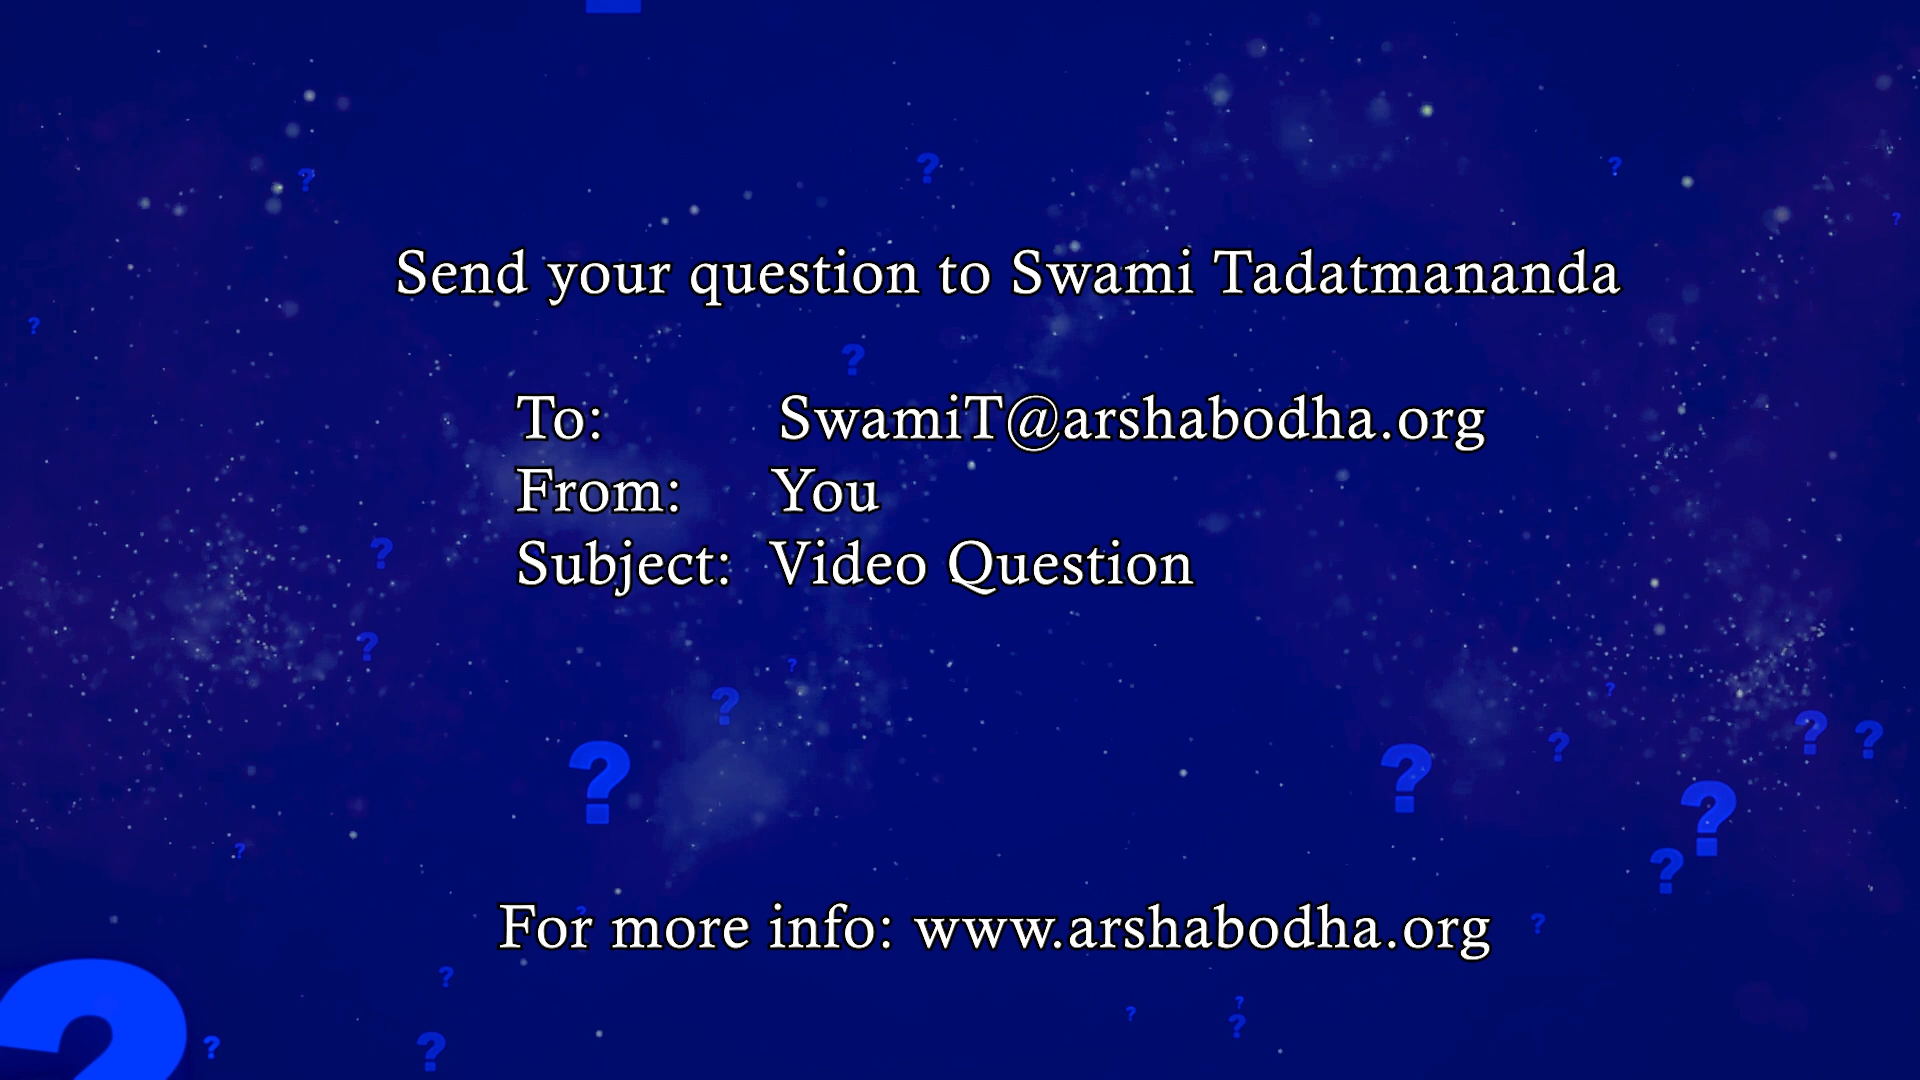 Send your question to Swami Tadatmananda
To: SwamiT@arshabodha.org
From: You
Subject: Video Question
For more info: www.arshabodha.org